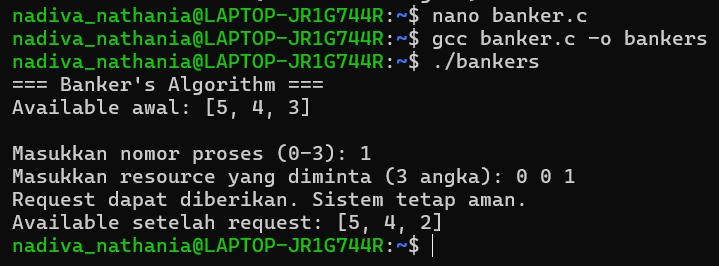 nadiva_nathania@LAPTOP-JR1G744R:~$ nano banker.c
nadiva_nathania@LAPTOP-JR1G744R:~$ gcc banker.c -o bankers
nadiva_nathania@LAPTOP-JR1G744R:~$ ./bankers
=== Banker's Algorithm ===
Available awal: [5, 4, 3]

Masukkan nomor proses (0-3): 1
Masukkan resource yang diminta (3 angka): 0 0 1
Request dapat diberikan. Sistem tetap aman.
Available setelah request: [5, 4, 2]
nadiva_nathania@LAPTOP-JR1G744R:~$